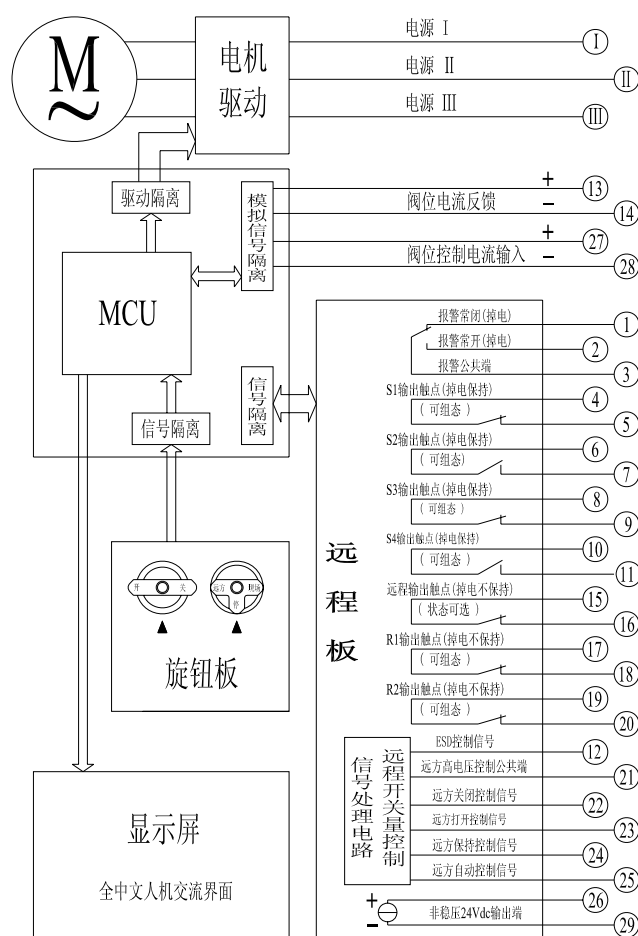 M
~
电机
驱动
电源 I
I
电源 II
II
电源 III
III
驱动隔离
模拟信号隔离
+
13
阀位电流反馈
−
14
+
27
阀位控制电流输入
−
28
MCU
信号隔离
信号隔离
开
关
远方
现场
停
旋钮板
显示屏
全中文人机交流界面
远程板
报警常闭(掉电)
1
报警常开(掉电)
2
报警公共端
3
S1输出触点(掉电保持)
4
( 可组态 )
5
S2输出触点(掉电保持)
6
( 可组态)
7
S3输出触点(掉电保持)
8
(可组态 )
9
S4输出触点(掉电保持)
10
( 可组态 )
11
远程输出触点(掉电不保持)
15
( 状态可选 )
16
R1输出触点(掉电不保持)
17
( 可组态 )
18
R2输出触点(掉电不保持)
19
( 可组态 )
20
远程开关量控制
信号处理电路
ESD控制信号
12
远方高电压控制公共端
21
远方关闭控制信号
22
远方打开控制信号
23
远方保持控制信号
24
远方自动控制信号
25
+
26
非稳压24Vdc输出端
−
29